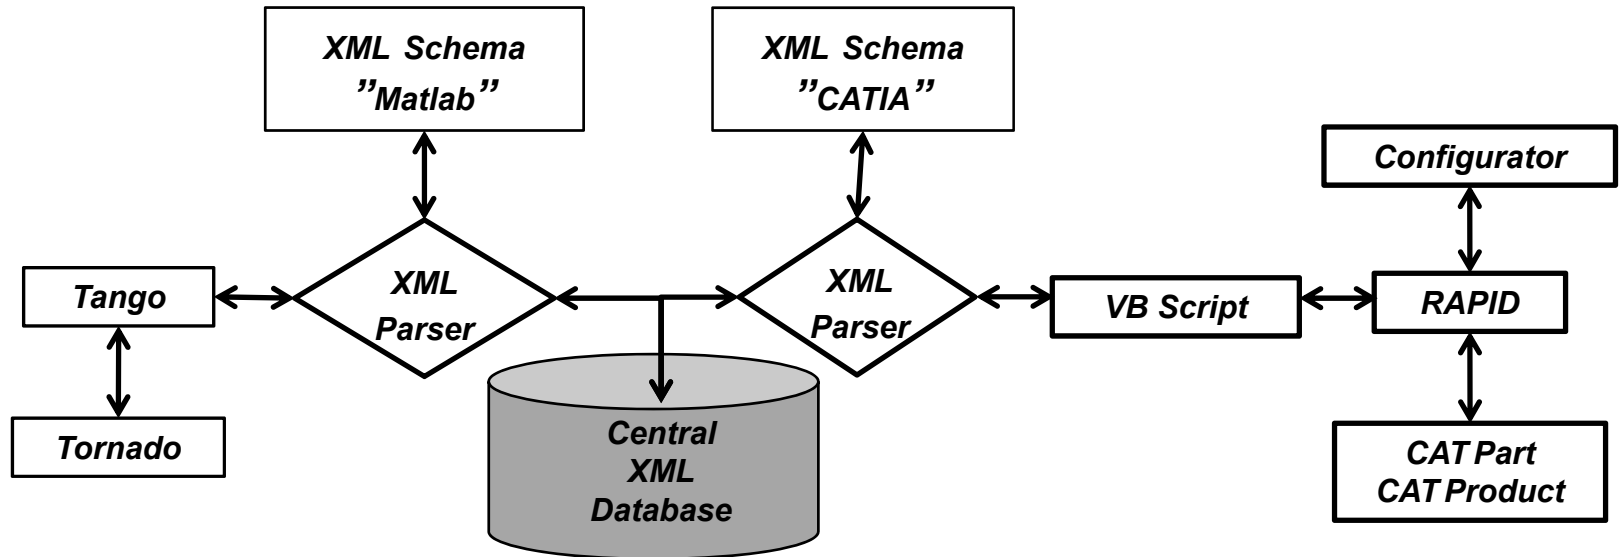 XML Schema
”Matlab”
XML Schema
”CATIA”
Configurator
Tango
XML
Parser
XML
Parser
VB Script
RAPID
Tornado
Central
XML
Database
CAT Part
CAT Product